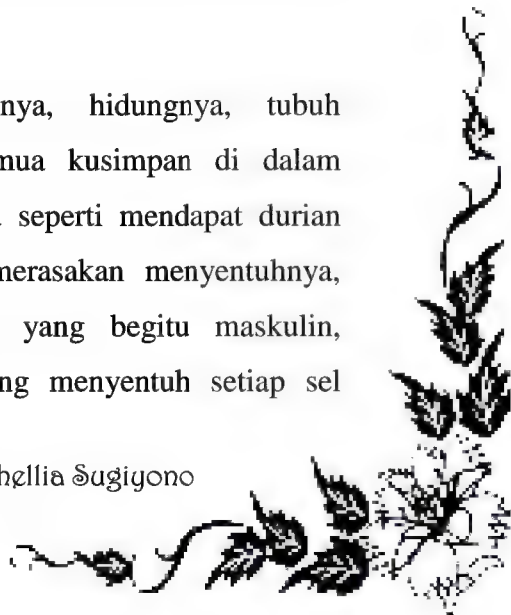 nya, hidungnya, tubuh
mua kusimpan di dalam
seperti mendapat durian
merasakan menyentuhnya,
yang begitu maskulin,
ng menyentuh setiap sel
hellia Sugiyono